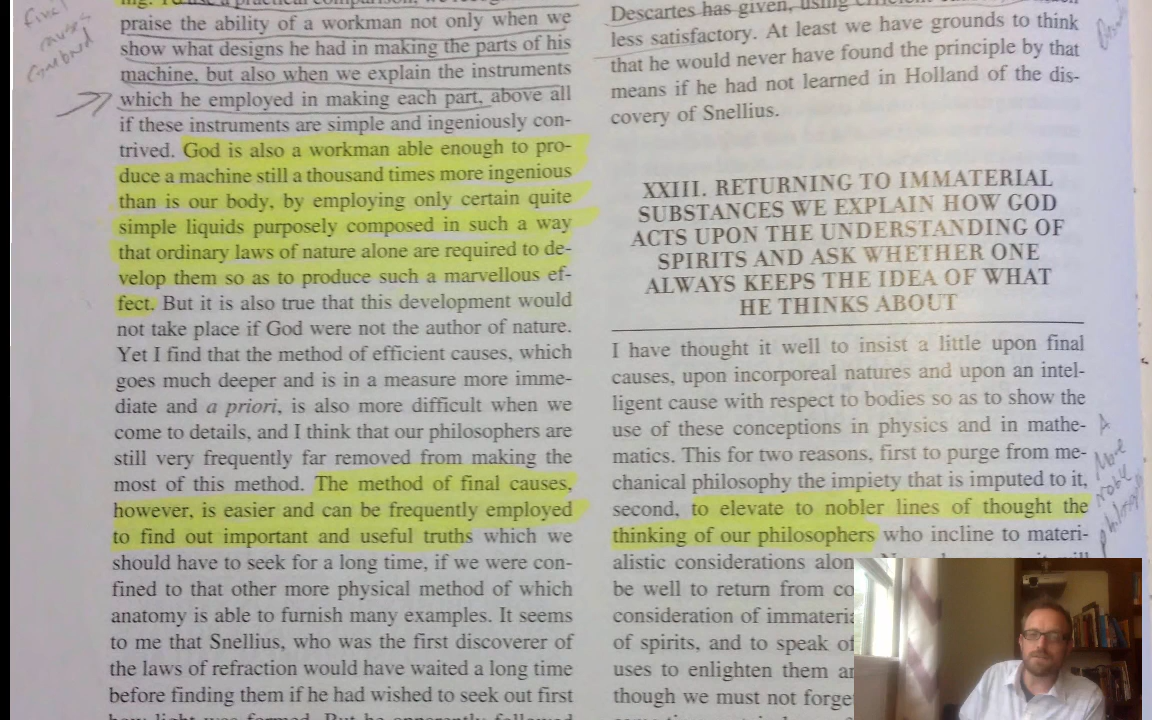 praise the ability of a workman not only when we
show what designs he had in making the parts of his
machine, but also when we explain the instruments
which he employed in making each part, above all
if these instruments are simple and ingeniously con-
trived. God is also a workman able enough to pro-
duce a machine still a thousand times more ingenious
than is our body, by employing only certain quite
simple liquids purposely composed in such a way
that ordinary laws of nature alone are required to de-
velop them so as to produce such a marvellous ef-
fect. But it is also true that this development would
not take place if God were not the author of nature.
Yet I find that the method of efficient causes, which
goes much deeper and is in a measure more imme-
diate and a priori, is also more difficult when we
come to details, and I think that our philosophers are
still very frequently far removed from making the
most of this method. The method of final causes,
however, is easier and can be frequently employed
to find out important and useful truths which we
should have to seek for a long time, if we were con-
fined to that other more physical method of which
anatomy is able to furnish many examples. It seems
to me that Snellius, who was the first discoverer of
the laws of refraction would have waited a long time
before finding them if he had wished to seek out first
Descartes has given, using
less satisfactory. At least we have grounds to think
that he would never have found the principle by that
means if he had not learned in Holland of the dis-
covery of Snellius.
XXIII. RETURNING TO IMMATERIAL
SUBSTANCES WE EXPLAIN HOW GOD
ACTS UPON THE UNDERSTANDING OF
SPIRITS AND ASK WHETHER ONE
ALWAYS KEEPS THE IDEA OF WHAT
HE THINKS ABOUT
I have thought it well to insist a little upon final
causes, upon incorporeal natures and upon an intel-
ligent cause with respect to bodies so as to show the
use of these conceptions in physics and in mathe-
matics. This for two reasons, first to purge from me-
chanical philosophy the impiety that is imputed to it,
second, to elevate to nobler lines of thought the
thinking of our philosophers who incline to materi-
alistic considerations alon
be well to return from co
consideration of immateria
of spirits, and to speak of
uses to enlighten them an
though we must not forge
A
More
noble